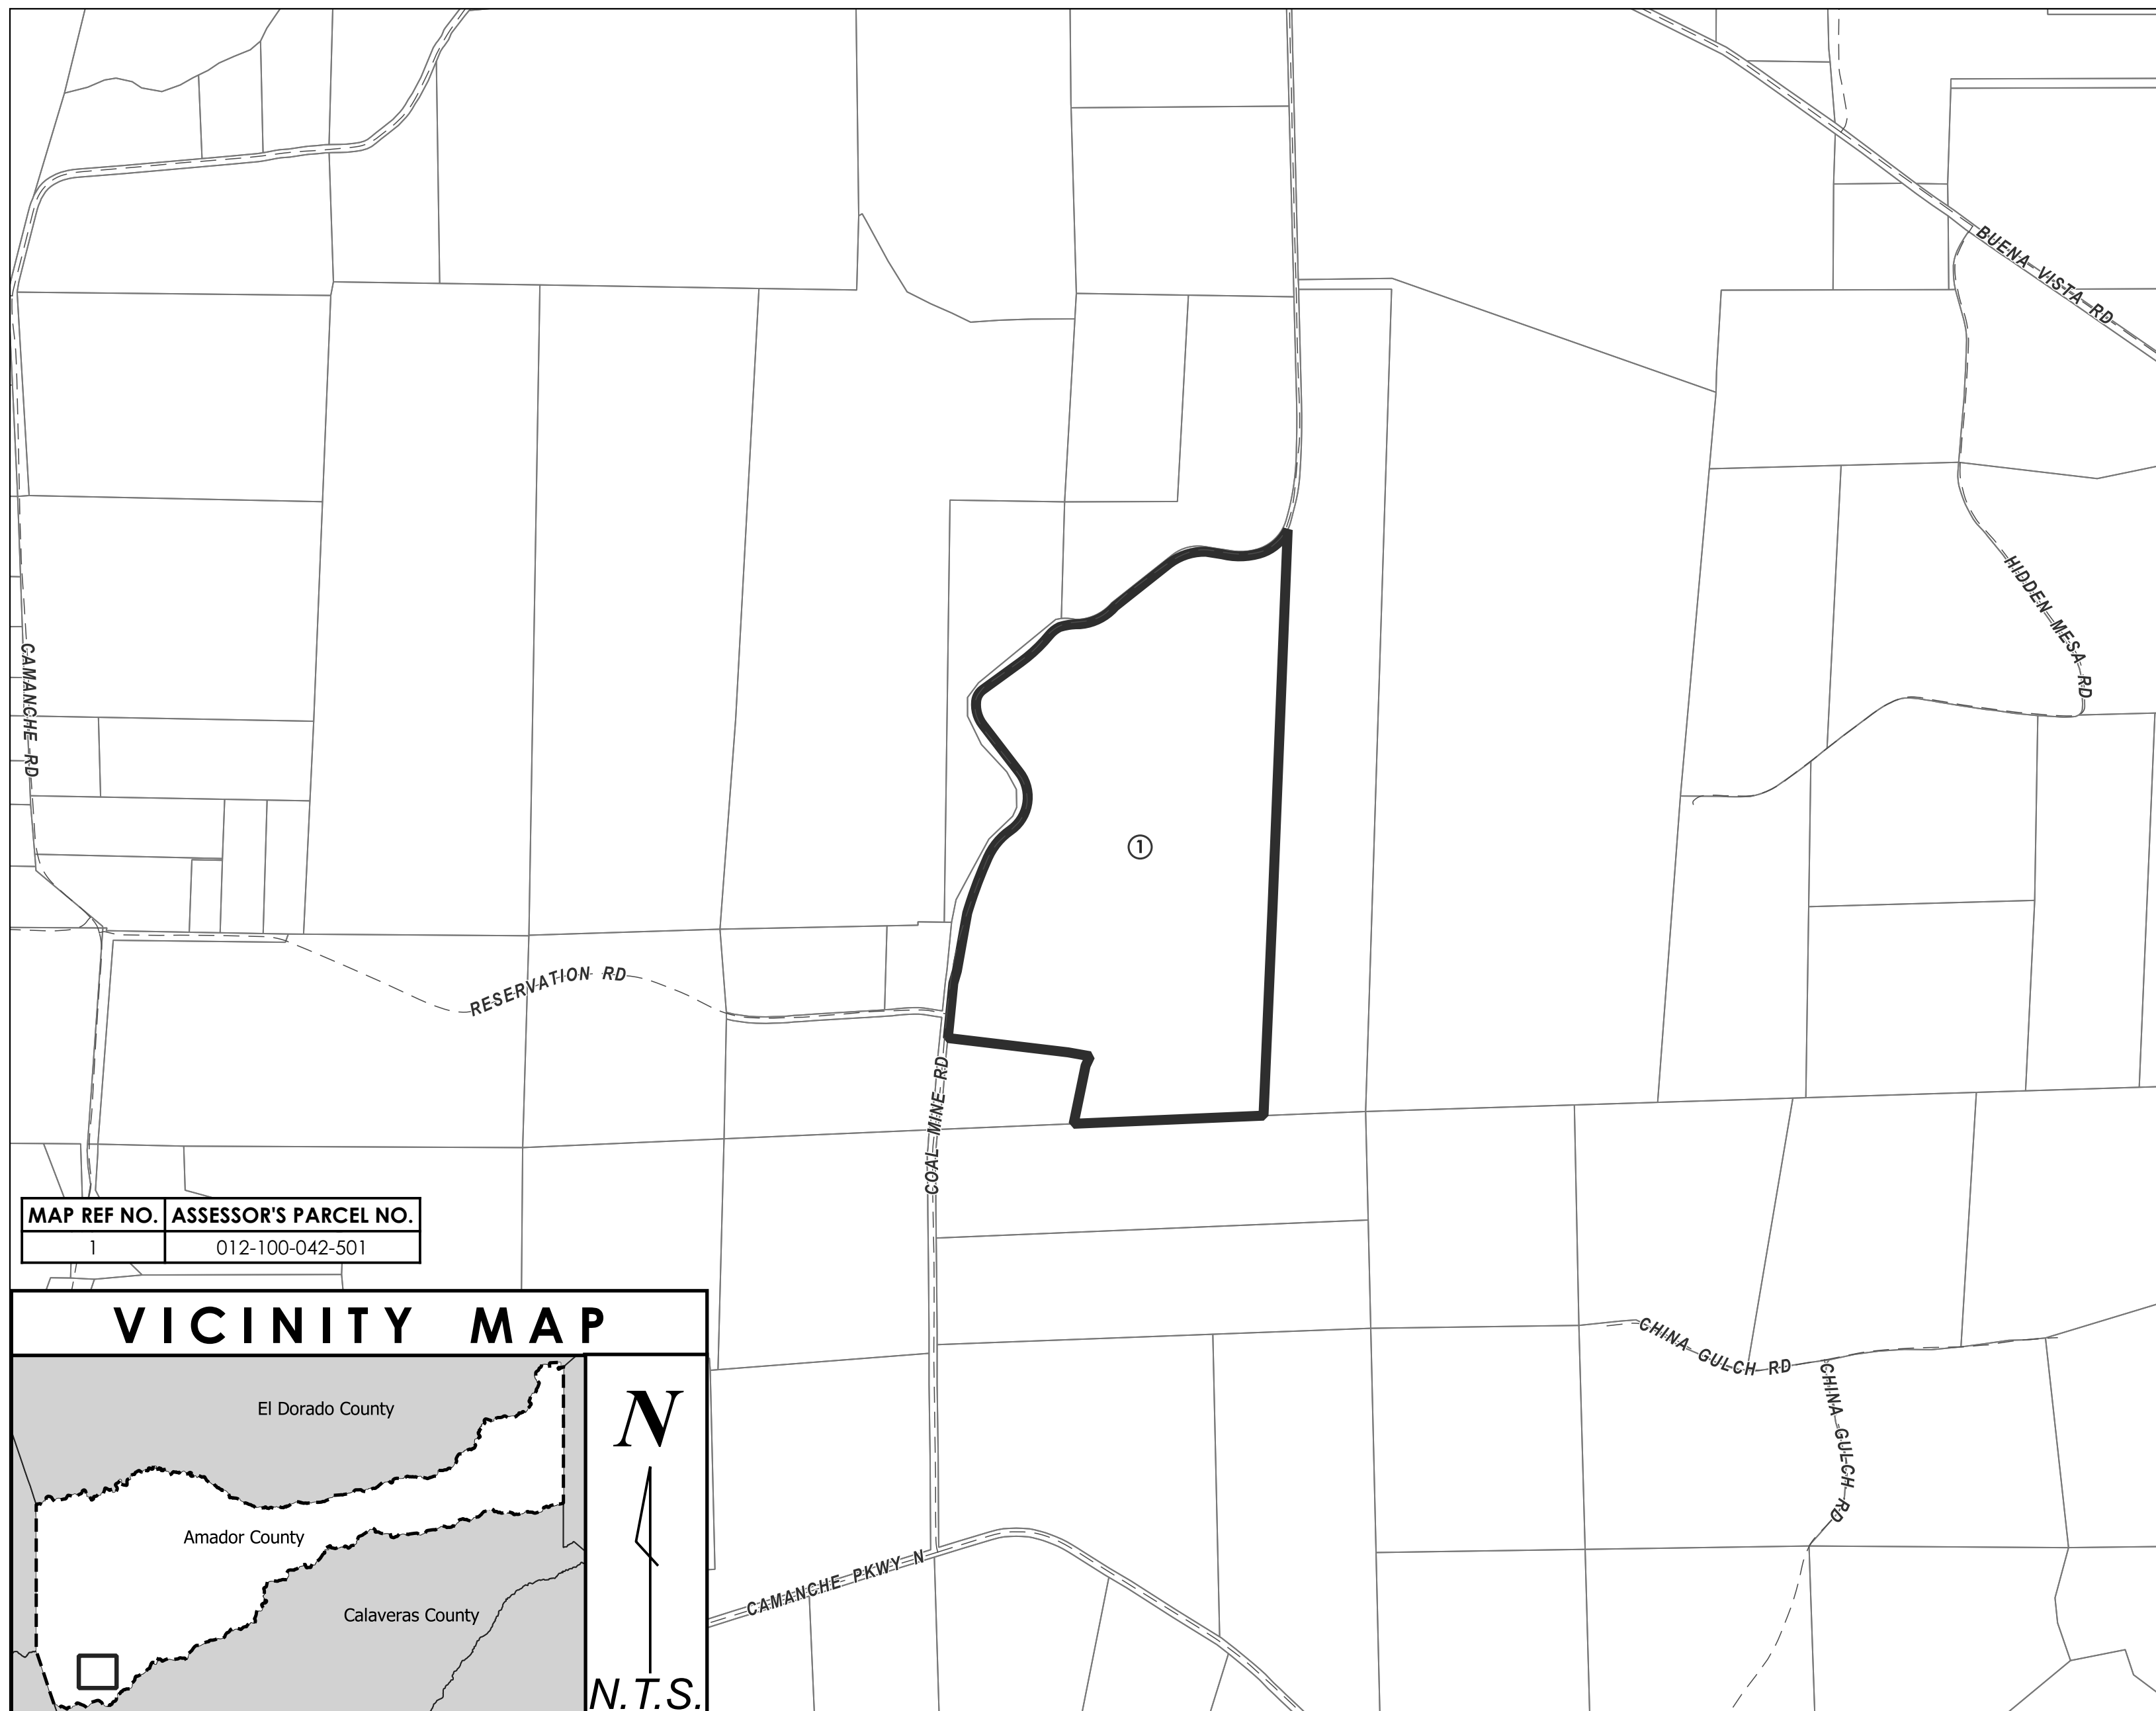 BUENA VISTA RD
HIDDEN MESA RD
CAMANCHE RD
1
RESERVATION RD
COAL MINE RD
MAP REF NO. ASSESSOR'S PARCEL NO.
1 012-100-042-501
VICINITY MAP
El Dorado County
Amador County
Calaveras County
N
N.T.S.
CHINA GULCH RD
CHINA GULCH RD
CAMANCHE PKWY N